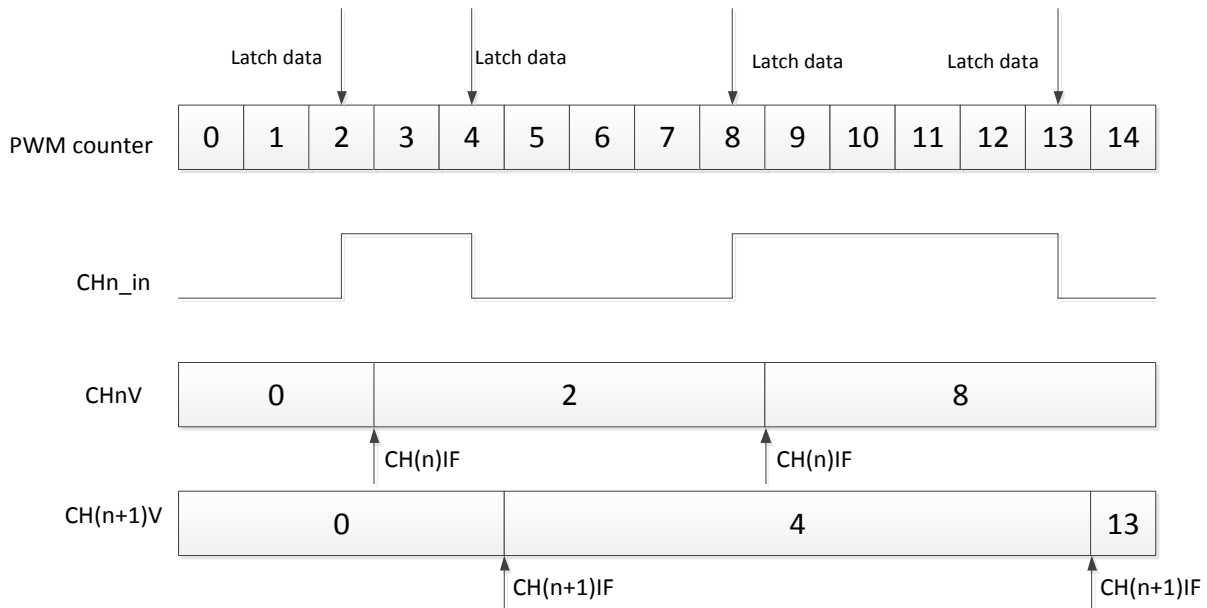 Latch data Latch data Latch data Latch data
PWM counter 0 1 2 3 4 5 6 7 8 9 10 11 12 13 14
CHn_in
CHnV 0 2 8
CH(n)IF CH(n)IF
CH(n+1)V 0 4 13
CH(n+1)IF CH(n+1)IF